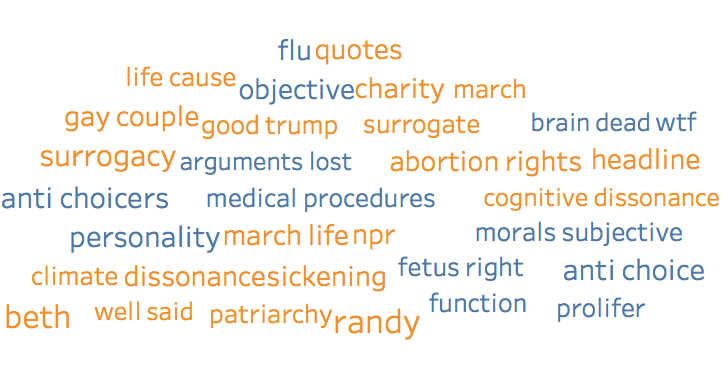 flu quotes
life cause objective charity march
gay couple good trump surrogate brain dead wtf
surrogacy arguments lost abortion rights headline
anti choicers medical procedures cognitive dissonance
personality march life npr morals subjective
climate dissonance sickening fetus right anti choice
beth well said patriarchy randy function prolifer